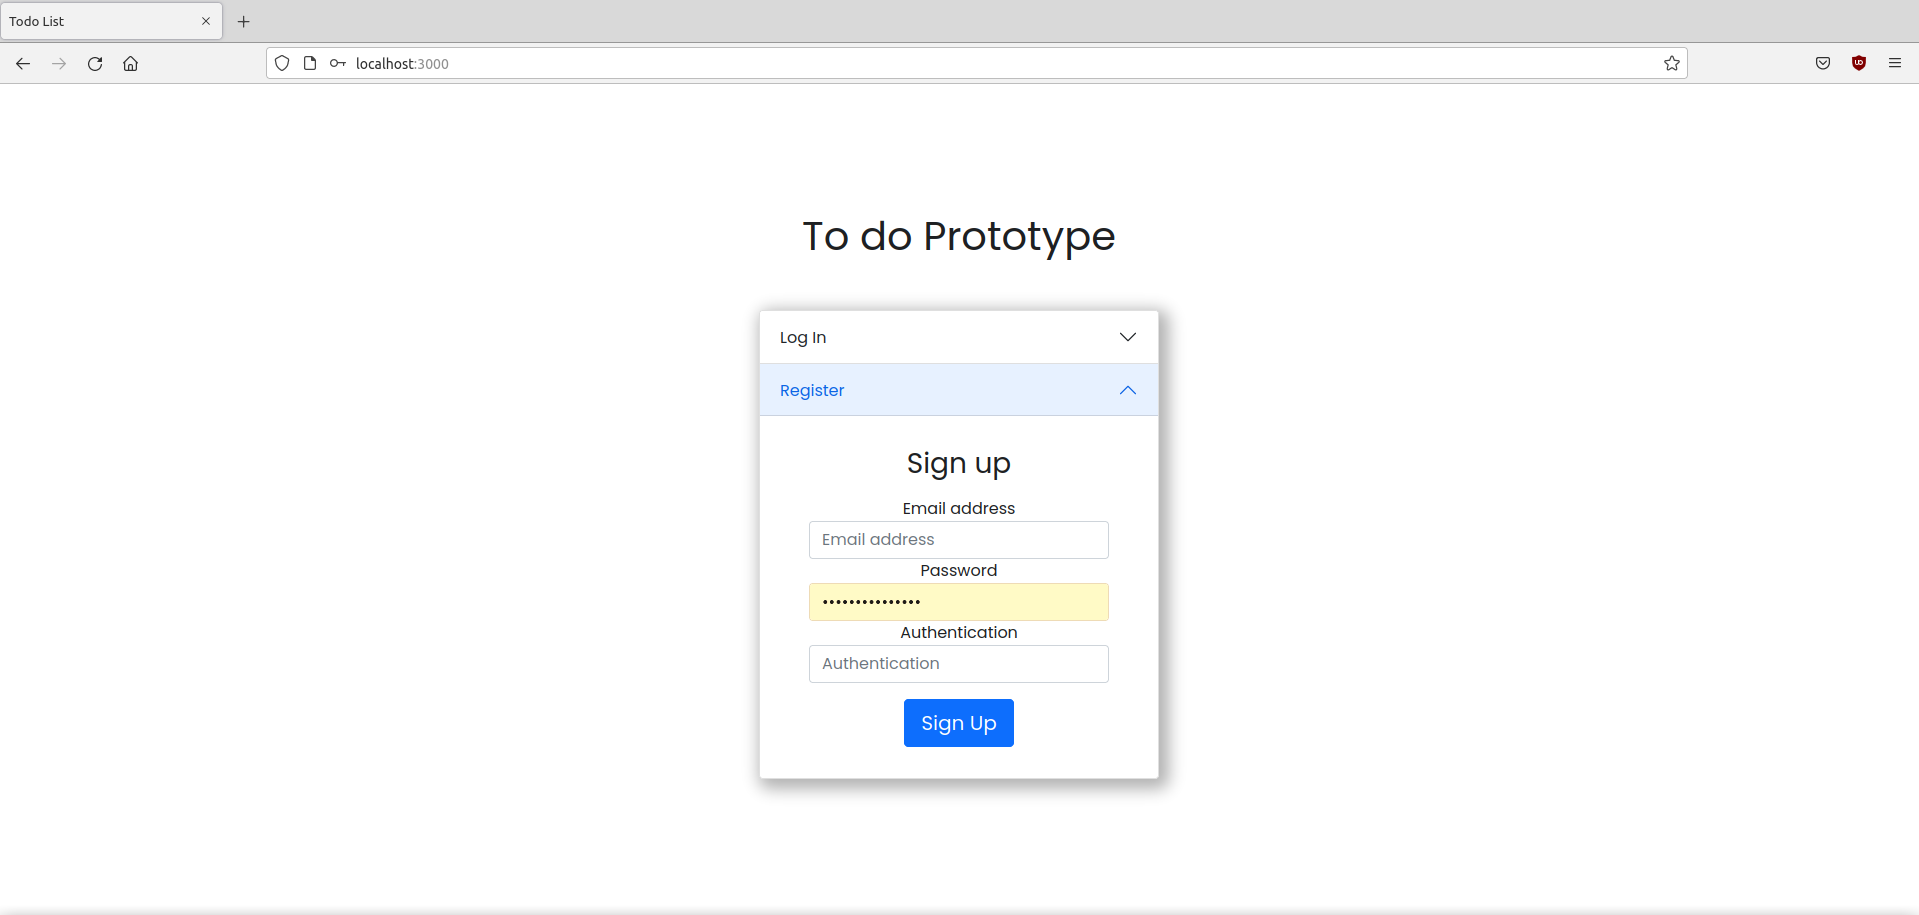 Todo List
localhost:3000
To do Prototype
Log In
Register
Sign up
Email address
Email address
Password
•••••••••••••••
Authentication
Authentication
Sign Up